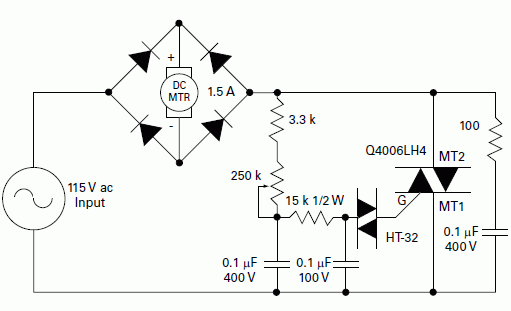 +
DC
MTR
1.5 A
-
3.3 k
100
Q4006LH4
MT2
250 k
115 V ac
Input
15 k 1/2 W
G
MT1
HT-32
0.1 µF
400 V
0.1 µF
100 V
0.1 µF
400 V